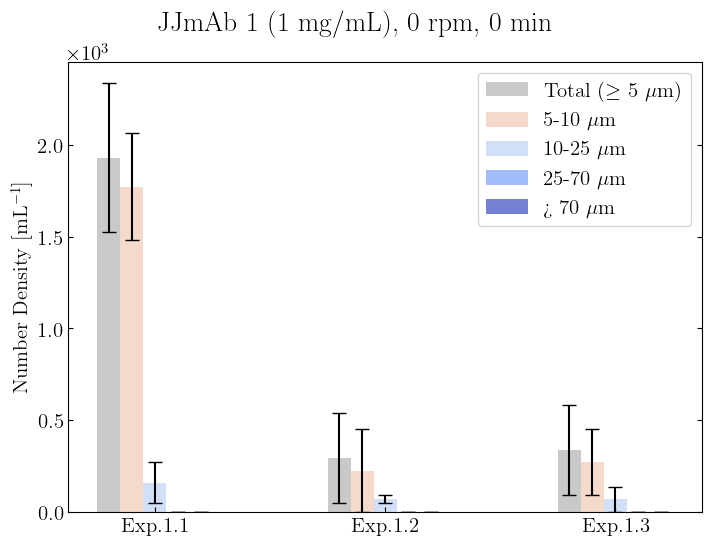 JJmAb 1 (1 mg/mL), 0 rpm, 0 min
×10³
Number Density [mL⁻¹]
2.0
1.5
1.0
0.5
0.0
Total (≥ 5 μm)
5-10 μm
10-25 μm
25-70 μm
¿ 70 μm
Exp.1.1
Exp.1.2
Exp.1.3